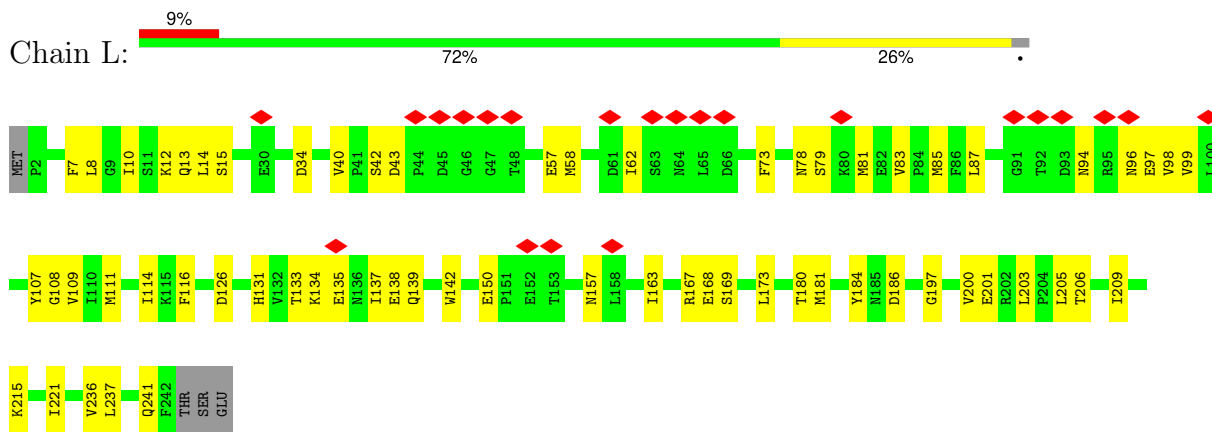 9%
Chain L:
72% 26% •
MET P2 F7 L8 G9 I10 S11 K12 Q13 L14 S15 E30 D34 V40 P41 S42 D43 P44 D45 G46 G47 T48 E57 M58 D61 I62 S63 N64 L65 D66 F73 N78 S79 K80 M81 E82 V83 P84 M85 F86 L87 G91 T92 D93 N94 R95 N96 E97 V98 V99 L100
Y107 G108 V109 I110 M111 I114 K115 F116 D126 H131 V132 T133 K134 E135 N136 I137 E138 Q139 W142 E150 P151 E152 T153 N157 L158 I163 R167 E168 S169 L173 T180 M181 Y184 N185 D186 G197 V200 E201 R202 L203 P204 L205 T206 I209
K215 I221 V236 L237 Q241 F242 THR SER GLU